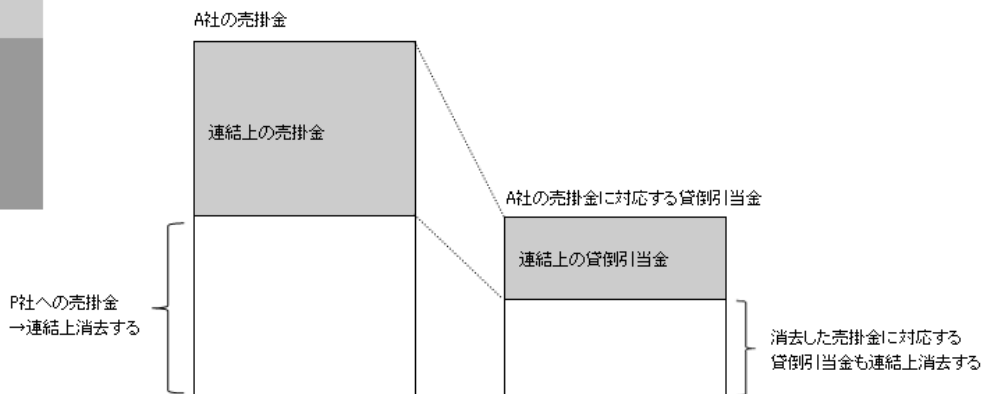 A社の売掛金
連結上の売掛金
A社の売掛金に対応する貸倒引当金
連結上の貸倒引当金
P社への売掛金
→連結上消去する
消去した売掛金に対応する
貸倒引当金も連結上消去する